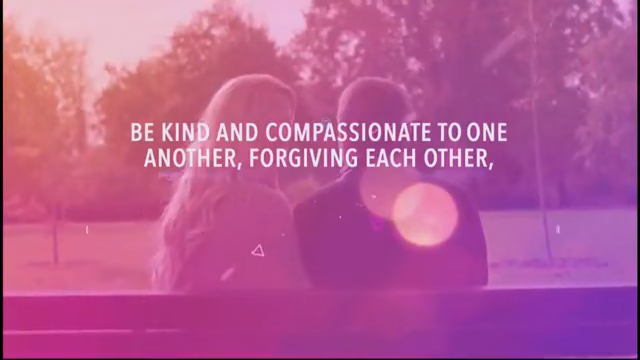 BE KIND AND COMPASSIONATE TO ONE
ANOTHER, FORGIVING EACH OTHER,